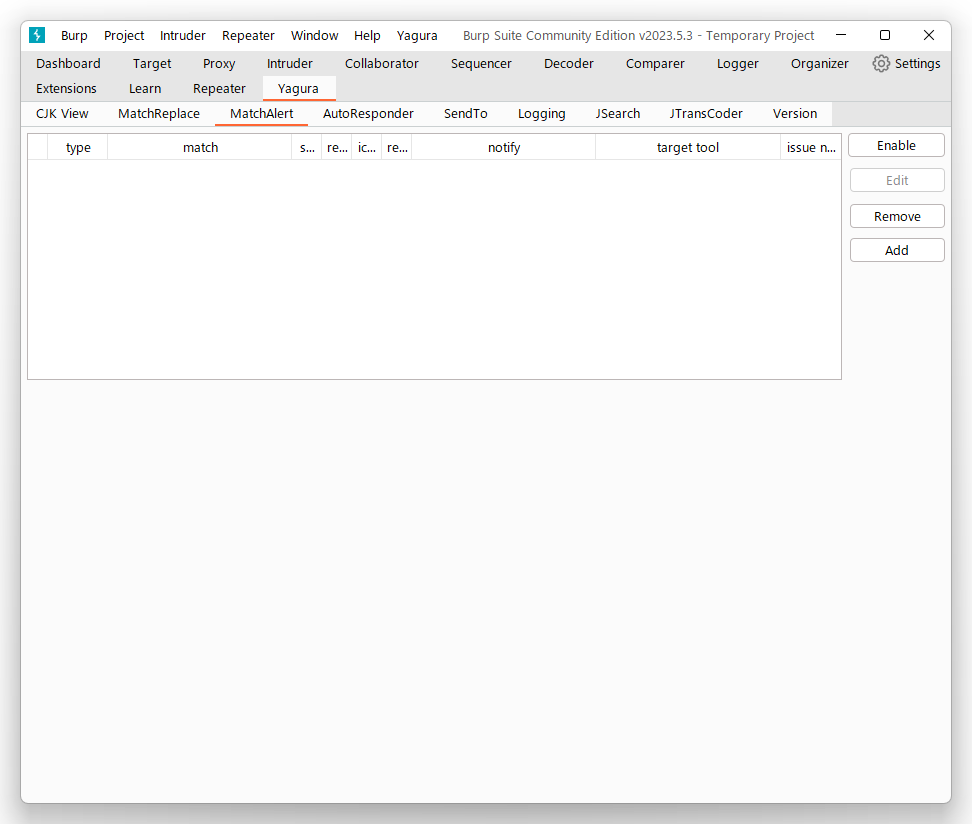 Burp Project Intruder Repeater Window Help Yagura Burp Suite Community Edition v2023.5.3 - Temporary Project
Dashboard Target Proxy Intruder Collaborator Sequencer Decoder Comparer Logger Organizer Settings
Extensions Learn Repeater Yagura
CJK View MatchReplace MatchAlert AutoResponder SendTo Logging JSearch JTransCoder Version
type match s... re... ic... re... notify target tool issue n... Enable
Edit
Remove
Add